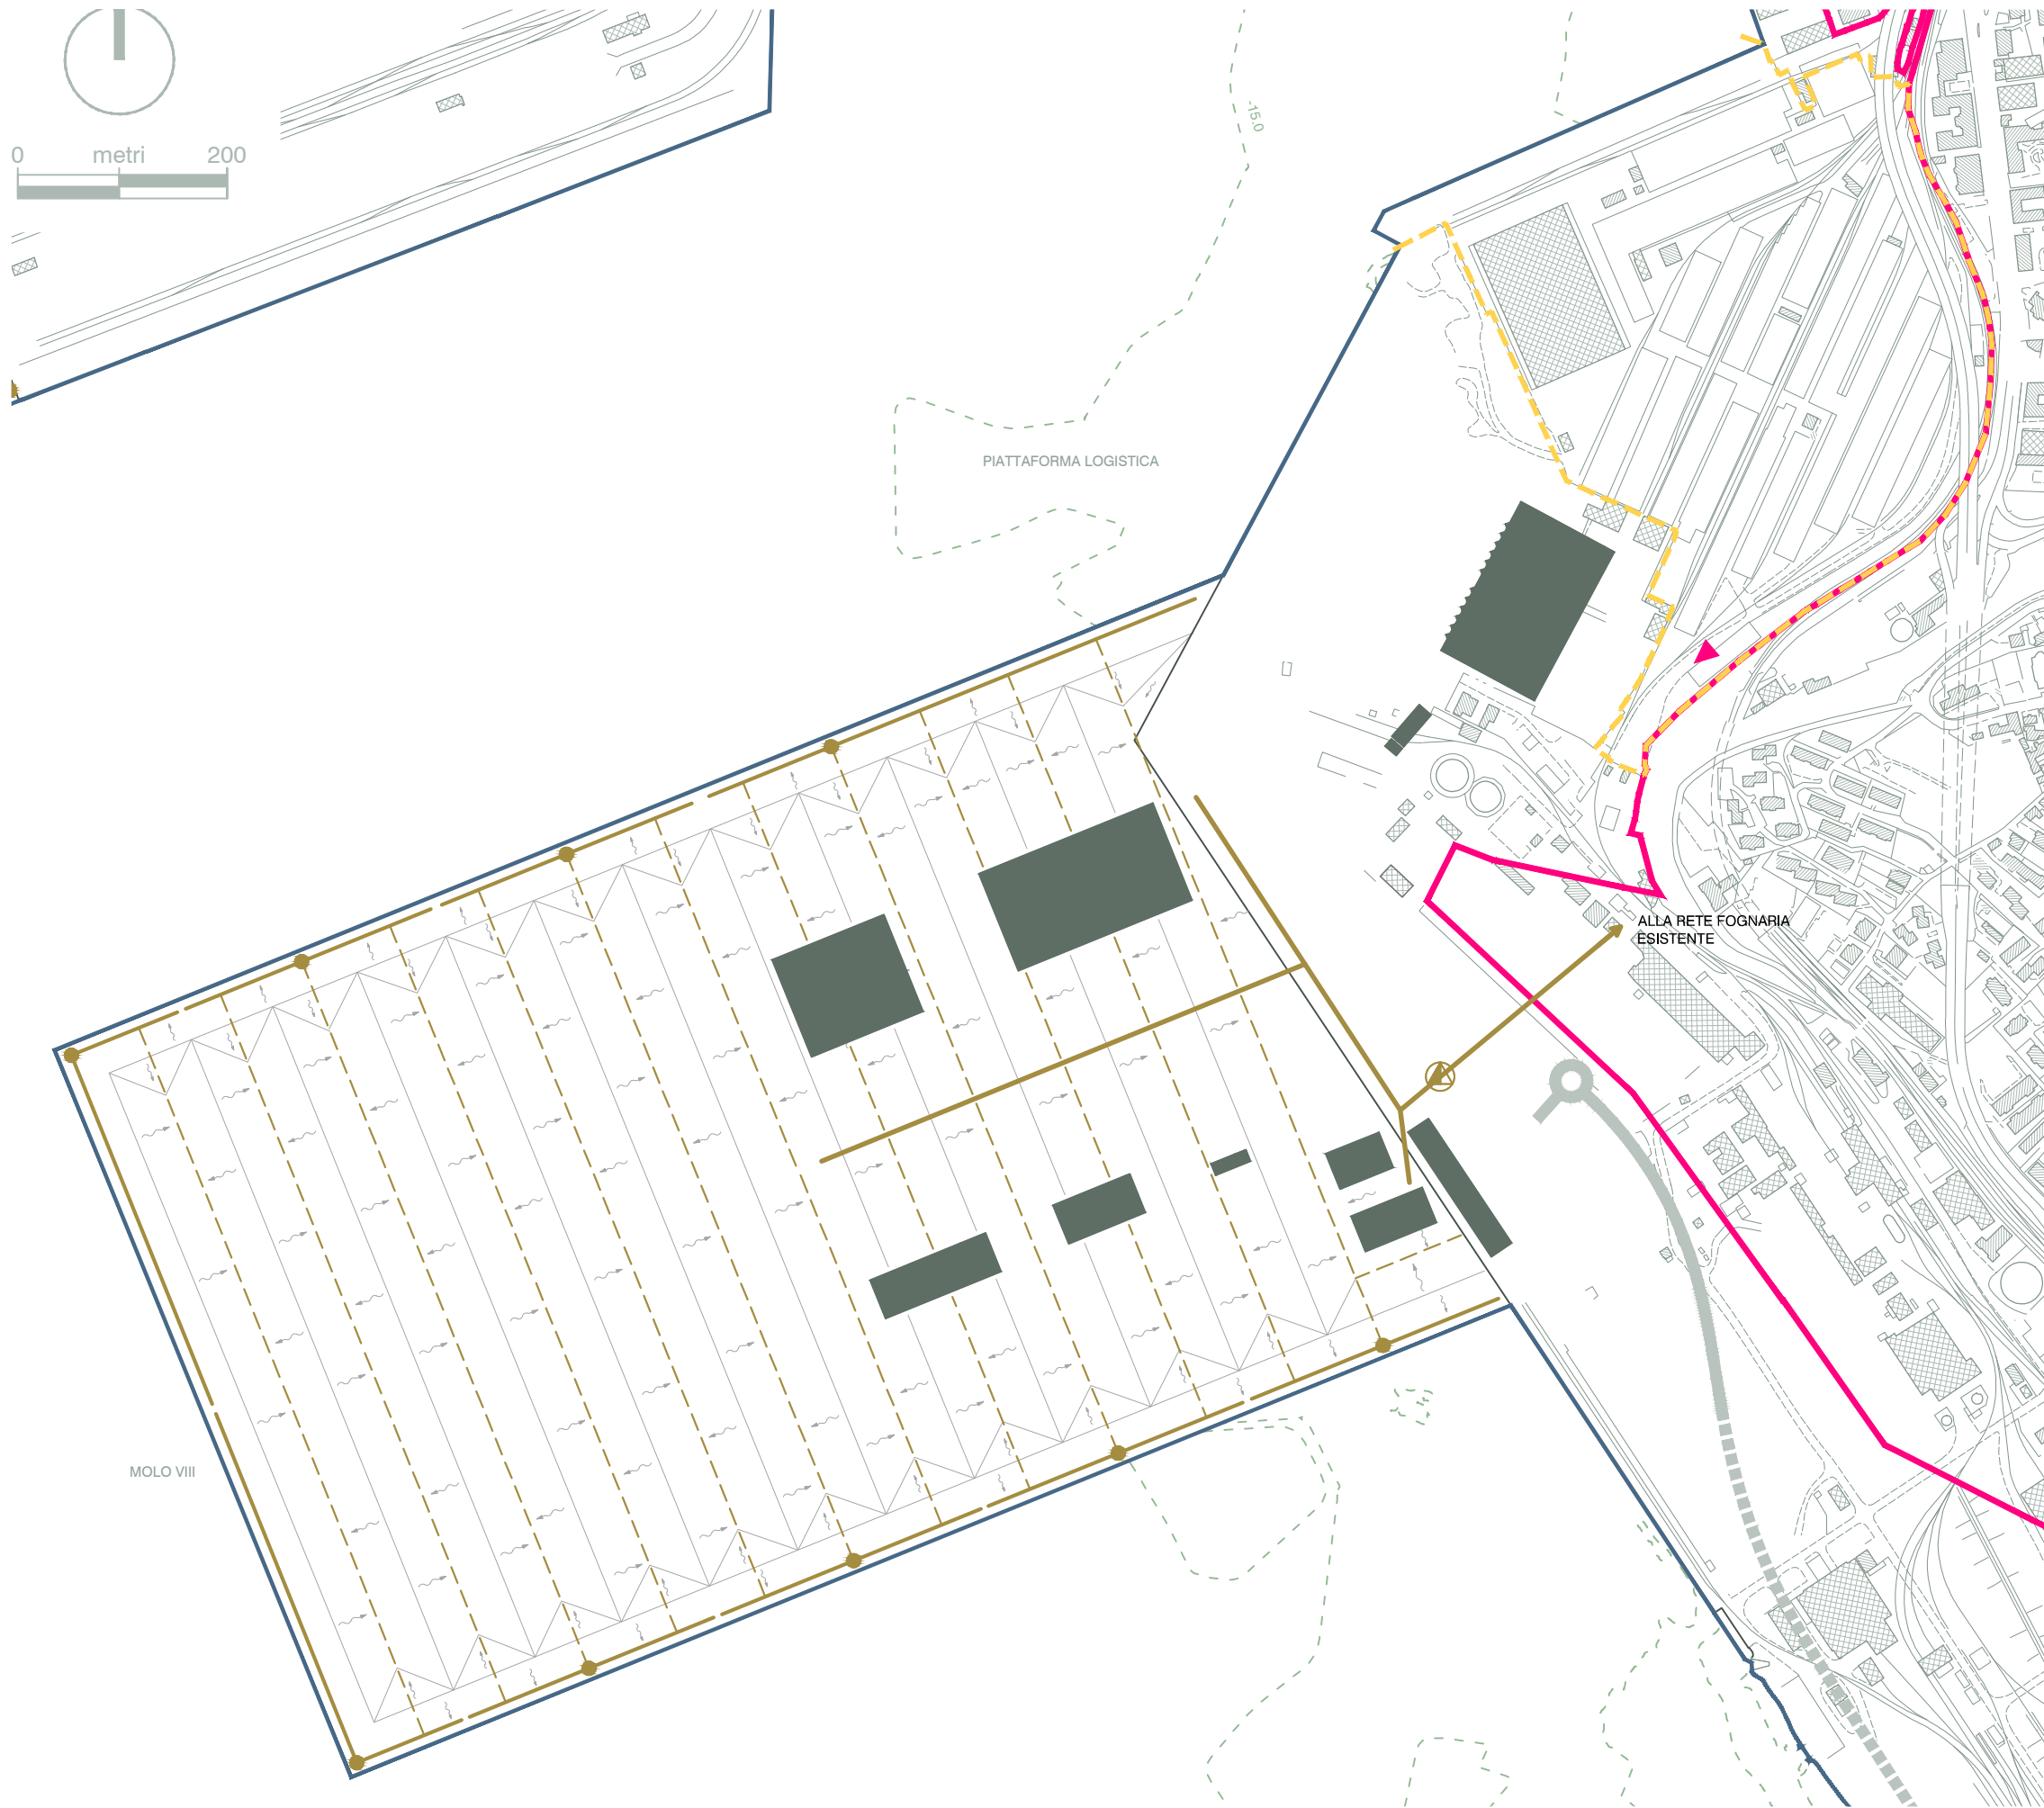 0 metri 200
15.0
PIATTAFORMA LOGISTICA
ALLA RETE FOGNARIA
ESISTENTE
MOLO VIII